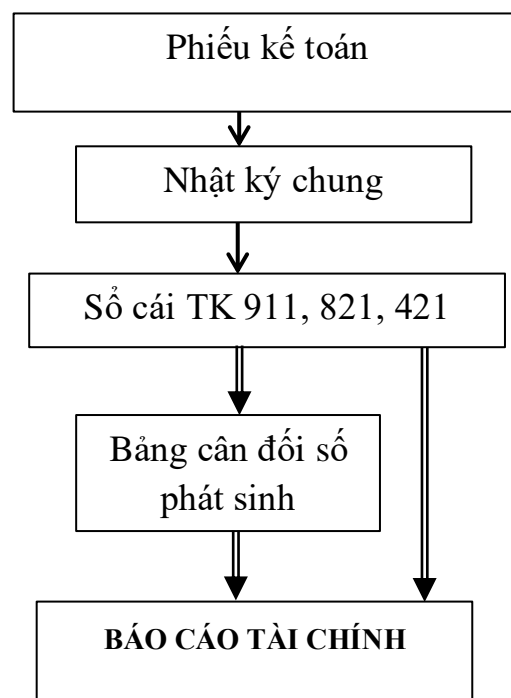 Phiếu kế toán
Nhật ký chung
Sổ cái TK 911, 821, 421
Bảng cân đối số
phát sinh
BÁO CÁO TÀI CHÍNH